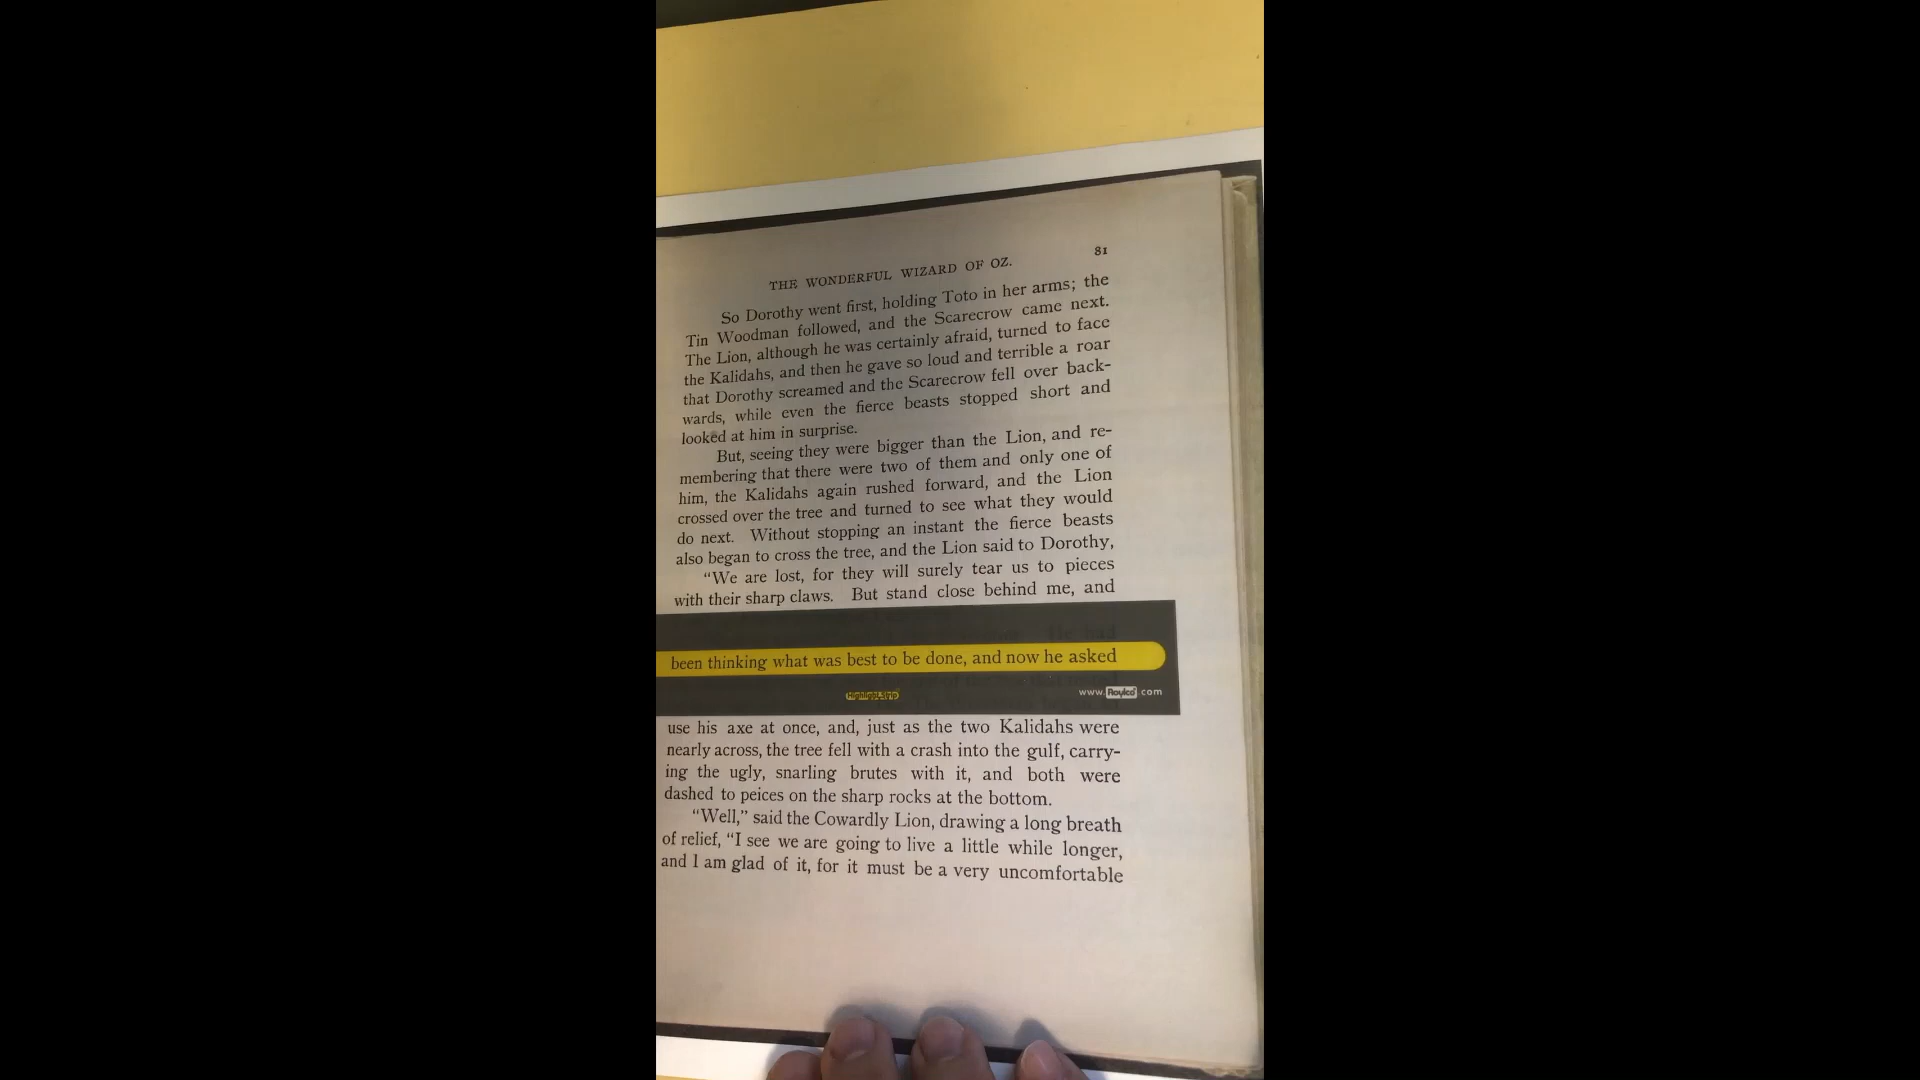 81
THE WONDERFUL WIZARD OF OZ.
So Dorothy went first, holding Toto in her arms; the
Tin Woodman followed, and the Scarecrow came next.
The Lion, although he was certainly afraid, turned to face
the Kalidahs, and then he gave so loud and terrible a roar
that Dorothy screamed and the Scarecrow fell over back-
wards, while even the fierce beasts stopped short and
looked at him in surprise.
But, seeing they were bigger than the Lion, and re-
membering that there were two of them and only one of
him, the Kalidahs again rushed forward, and the Lion
crossed over the tree and turned to see what they would
do next. Without stopping an instant the fierce beasts
also began to cross the tree, and the Lion said to Dorothy,
“We are lost, for they will surely tear us to pieces
with their sharp claws. But stand close behind me, and
He had
been thinking what was best to be done, and now he asked
HighlightStrip
www.Roylco.com
use his axe at once, and, just as the two Kalidahs were
nearly across, the tree fell with a crash into the gulf, carry-
ing the ugly, snarling brutes with it, and both were
dashed to peices on the sharp rocks at the bottom.
“Well,” said the Cowardly Lion, drawing a long breath
of relief, “I see we are going to live a little while longer,
and I am glad of it, for it must be a very uncomfortable